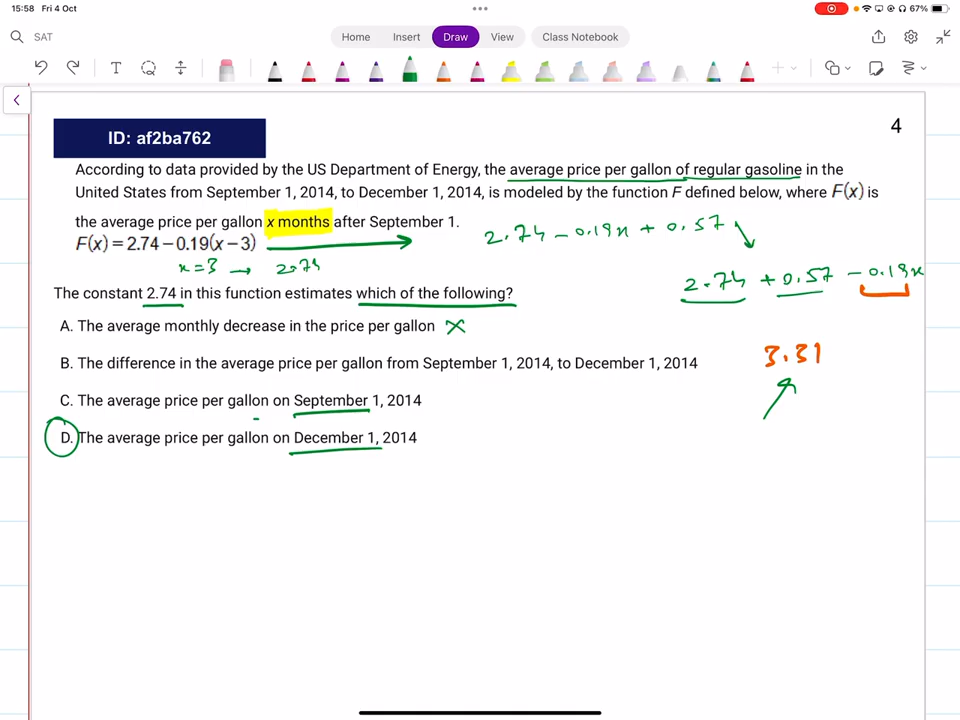 15:58 Fri 4 Oct
67%
SAT
Home Insert Draw View Class Notebook
T
4
ID: af2ba762
According to data provided by the US Department of Energy, the average price per gallon of regular gasoline in the
United States from September 1, 2014, to December 1, 2014, is modeled by the function F defined below, where F(x) is
the average price per gallon x months after September 1.
F(x) = 2.74 − 0.19(x − 3)
2.74 − 0.19x + 0.57
x = 3 → 2.74
2.74 + 0.57 − 0.19x
The constant 2.74 in this function estimates which of the following?
A. The average monthly decrease in the price per gallon ×
B. The difference in the average price per gallon from September 1, 2014, to December 1, 2014
3.31
C. The average price per gallon on September 1, 2014
D. The average price per gallon on December 1, 2014